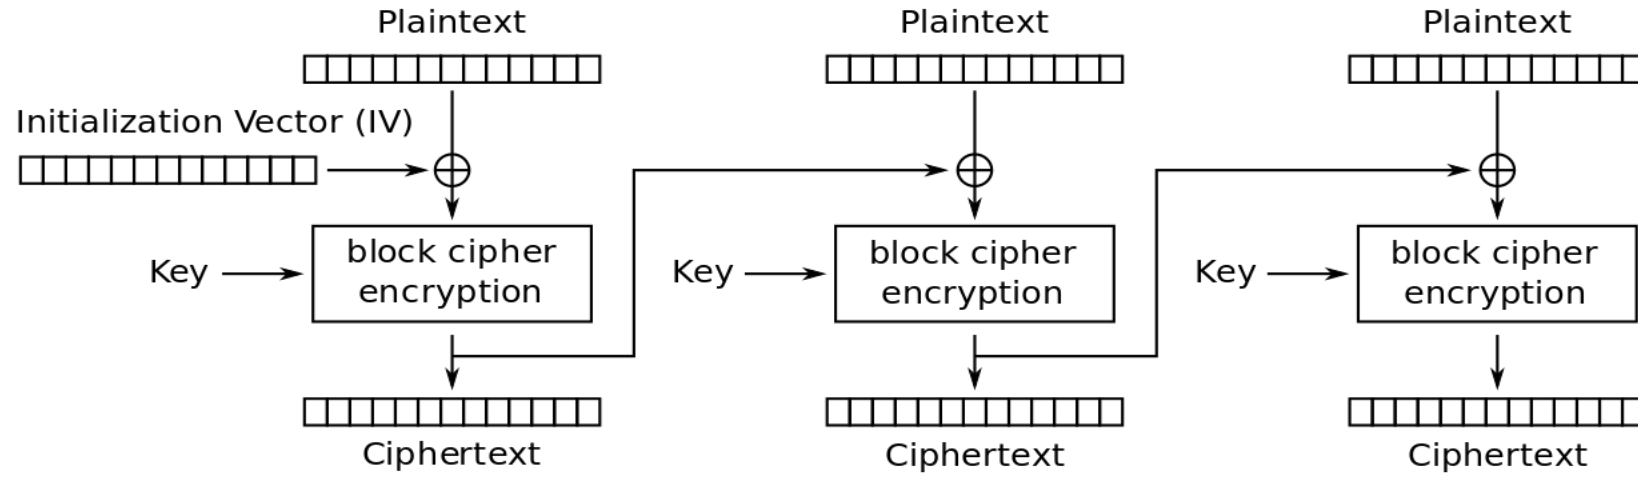 Plaintext
Plaintext
Plaintext
Initialization Vector (IV)
Key
block cipher
encryption
Key
block cipher
encryption
Key
block cipher
encryption
Ciphertext
Ciphertext
Ciphertext